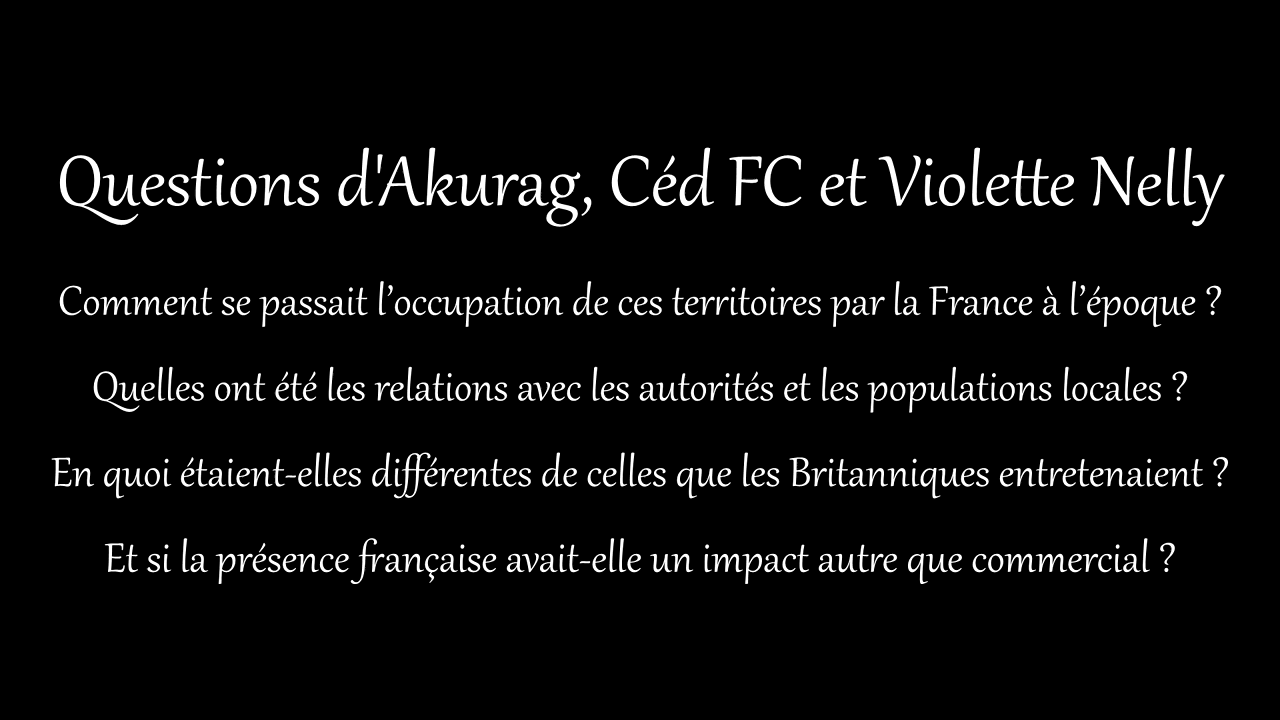 Questions d'Akurag, Céd FC et Violette Nelly
Comment se passait l’occupation de ces territoires par la France à l’époque ?
Quelles ont été les relations avec les autorités et les populations locales ?
En quoi étaient-elles différentes de celles que les Britanniques entretenaient ?
Et si la présence française avait-elle un impact autre que commercial ?